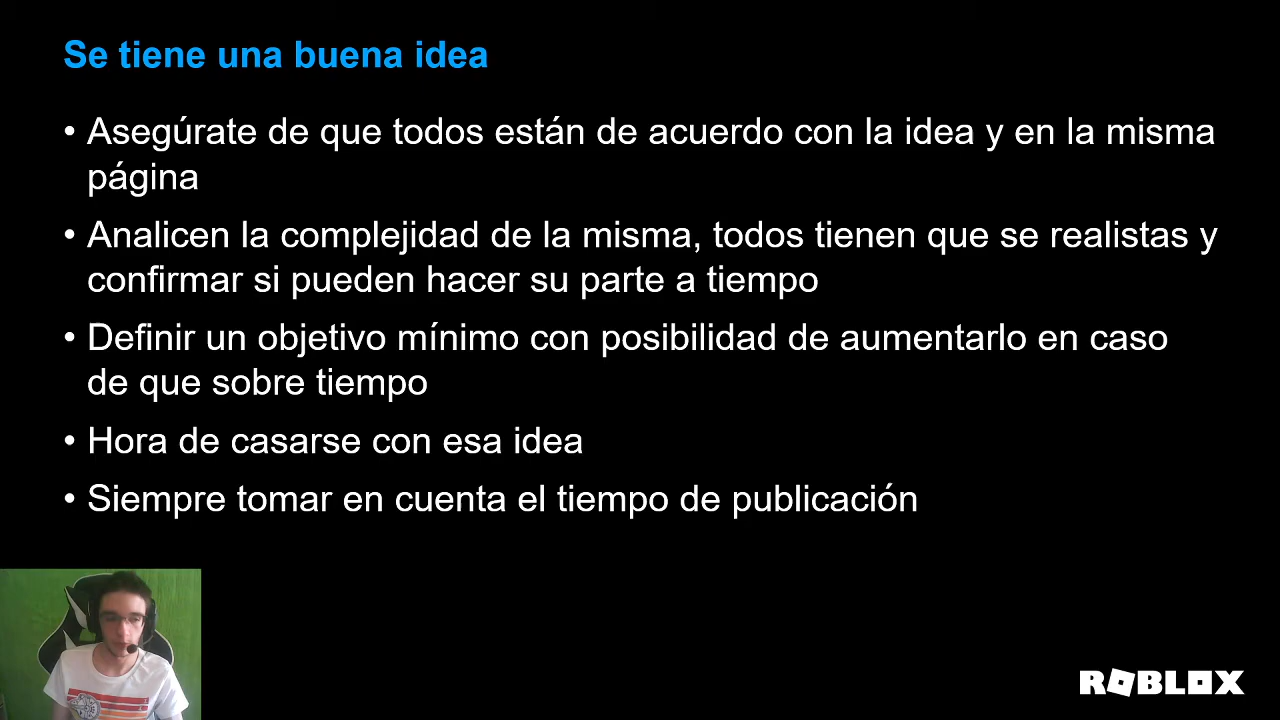 Se tiene una buena idea
• Asegúrate de que todos están de acuerdo con la idea y en la misma
página
• Analicen la complejidad de la misma, todos tienen que se realistas y
confirmar si pueden hacer su parte a tiempo
• Definir un objetivo mínimo con posibilidad de aumentarlo en caso
de que sobre tiempo
• Hora de casarse con esa idea
• Siempre tomar en cuenta el tiempo de publicación
ROBLOX